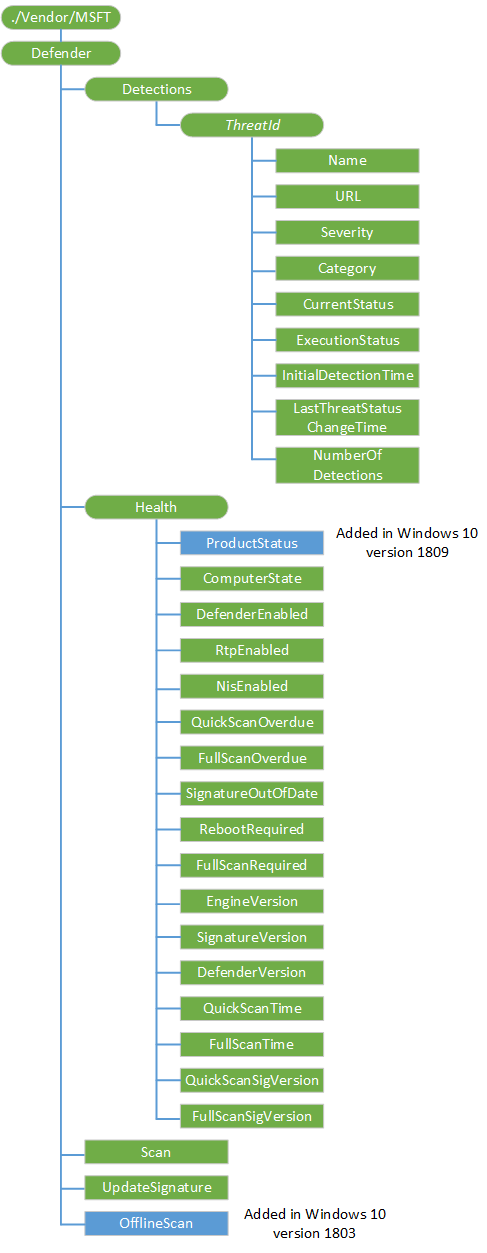 ./Vendor/MSFT
Defender
Detections
ThreatId
Name
URL
Severity
Category
CurrentStatus
ExecutionStatus
InitialDetectionTime
LastThreatStatus
ChangeTime
NumberOf
Detections
Health
ProductStatus
Added in Windows 10
version 1809
ComputerState
DefenderEnabled
RtpEnabled
NisEnabled
QuickScanOverdue
FullScanOverdue
SignatureOutOfDate
RebootRequired
FullScanRequired
EngineVersion
SignatureVersion
DefenderVersion
QuickScanTime
FullScanTime
QuickScanSigVersion
FullScanSigVersion
Scan
UpdateSignature
OfflineScan
Added in Windows 10
version 1803